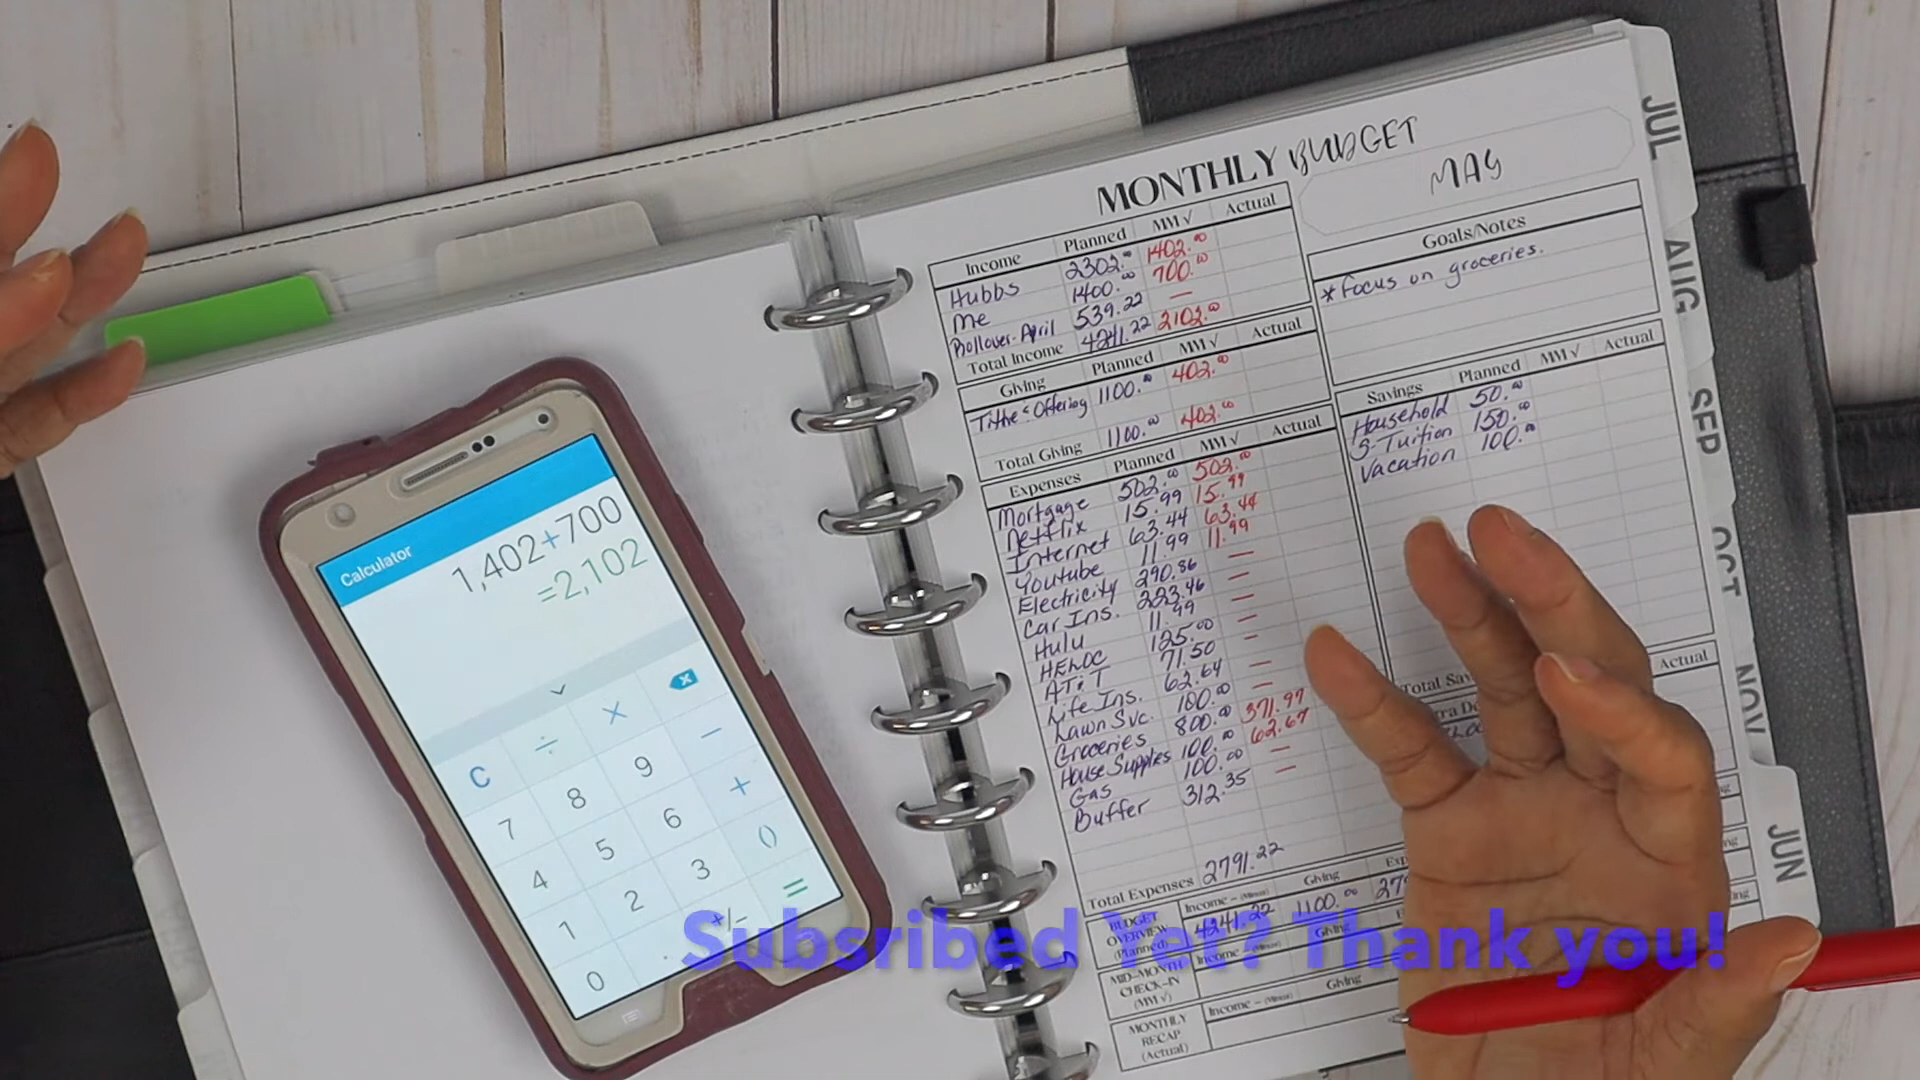 MONTHLY BUDGET
MAY
Income Planned MM √ Actual
Hubbs 2302.00 1402.00
Me 1400.00 700.00
Rollover-April 539.22 —
Total Income 4241.22 2102.00
Giving Planned MM √ Actual
Tithe & Offering 1100.00 402.00
Total Giving 1100.00 402.00
Expenses Planned MM √ Actual
Mortgage 502.00 502.00
Netflix 15.99 15.99
Internet 63.44 63.44
Youtube 11.99 11.99
Electricity 290.86 —
Car Ins. 223.46 —
Hulu 11.99 —
HELOC 125.00 —
AT&T 71.50 —
Life Ins. 62.64 —
Lawn Svc. 100.00 —
Groceries 800.00 371.97
House Supplies 100.00 62.67
Gas 100.00 —
Buffer 312.35 —
Total Expenses 2791.22
BUDGET OVERVIEW (Planned) Income – (Minus) Giving
4241.22 1100.00
MID-MONTH CHECK-IN (MM √) Income – (Minus) Giving
MONTHLY RECAP (Actual) Income – (Minus) Giving
Goals/Notes
* Focus on groceries.
Savings Planned MM √ Actual
Household 50.00
S-Tuition 150.00
Vacation 100.00
Total
Actual
JUL
AUG
SEP
OCT
NOV
JUN
Calculator
1,402+700
=2,102
C ÷ × −
7 8 9 +
4 5 6 ()
1 2 3 =
0 . +/-
Subsribed Yet? Thank you!